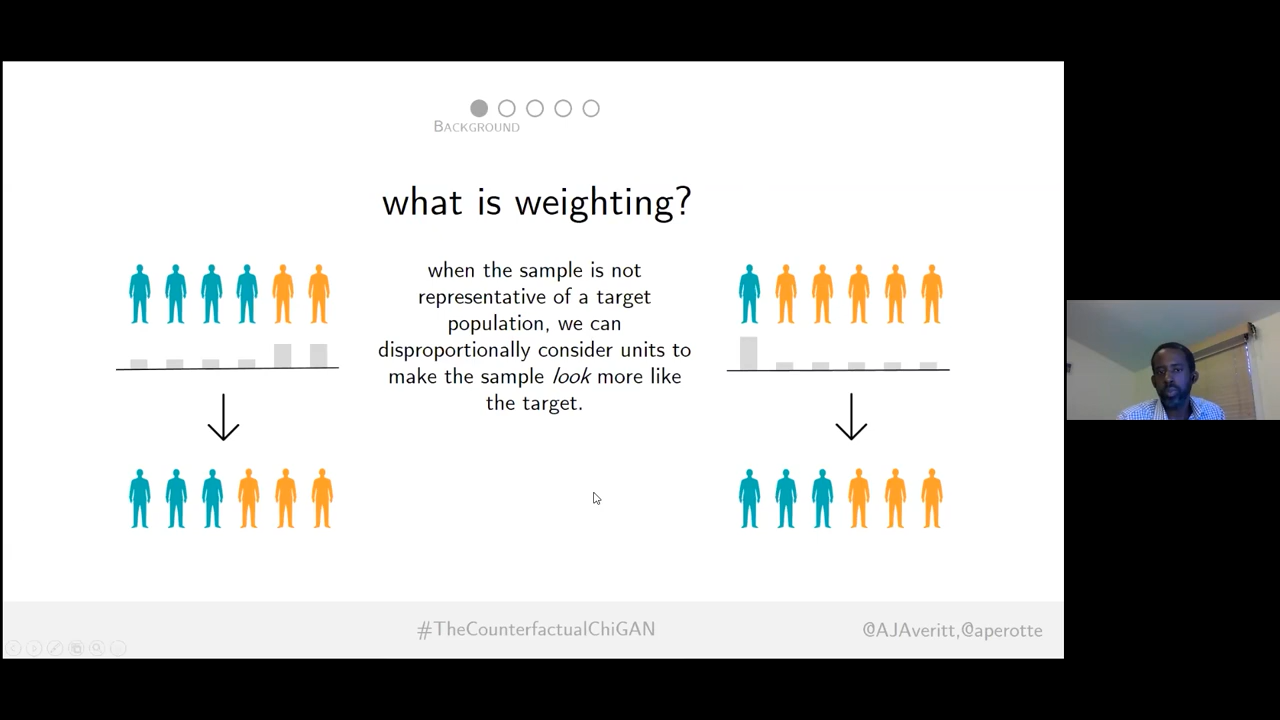 BACKGROUND
what is weighting?
when the sample is not
representative of a target
population, we can
disproportionally consider units to
make the sample look more like
the target.
#TheCounterfactualChiGAN
@AJAveritt,@aperotte